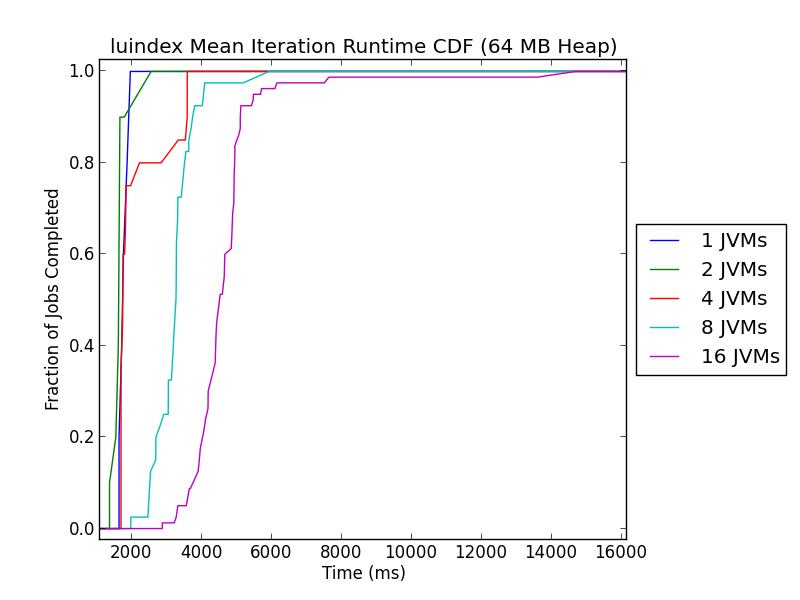 luindex Mean Iteration Runtime CDF (64 MB Heap)
Fraction of Jobs Completed
1.0
0.8
0.6
0.4
0.2
0.0
2000 4000 6000 8000 10000 12000 14000 16000
Time (ms)
1 JVMs
2 JVMs
4 JVMs
8 JVMs
16 JVMs